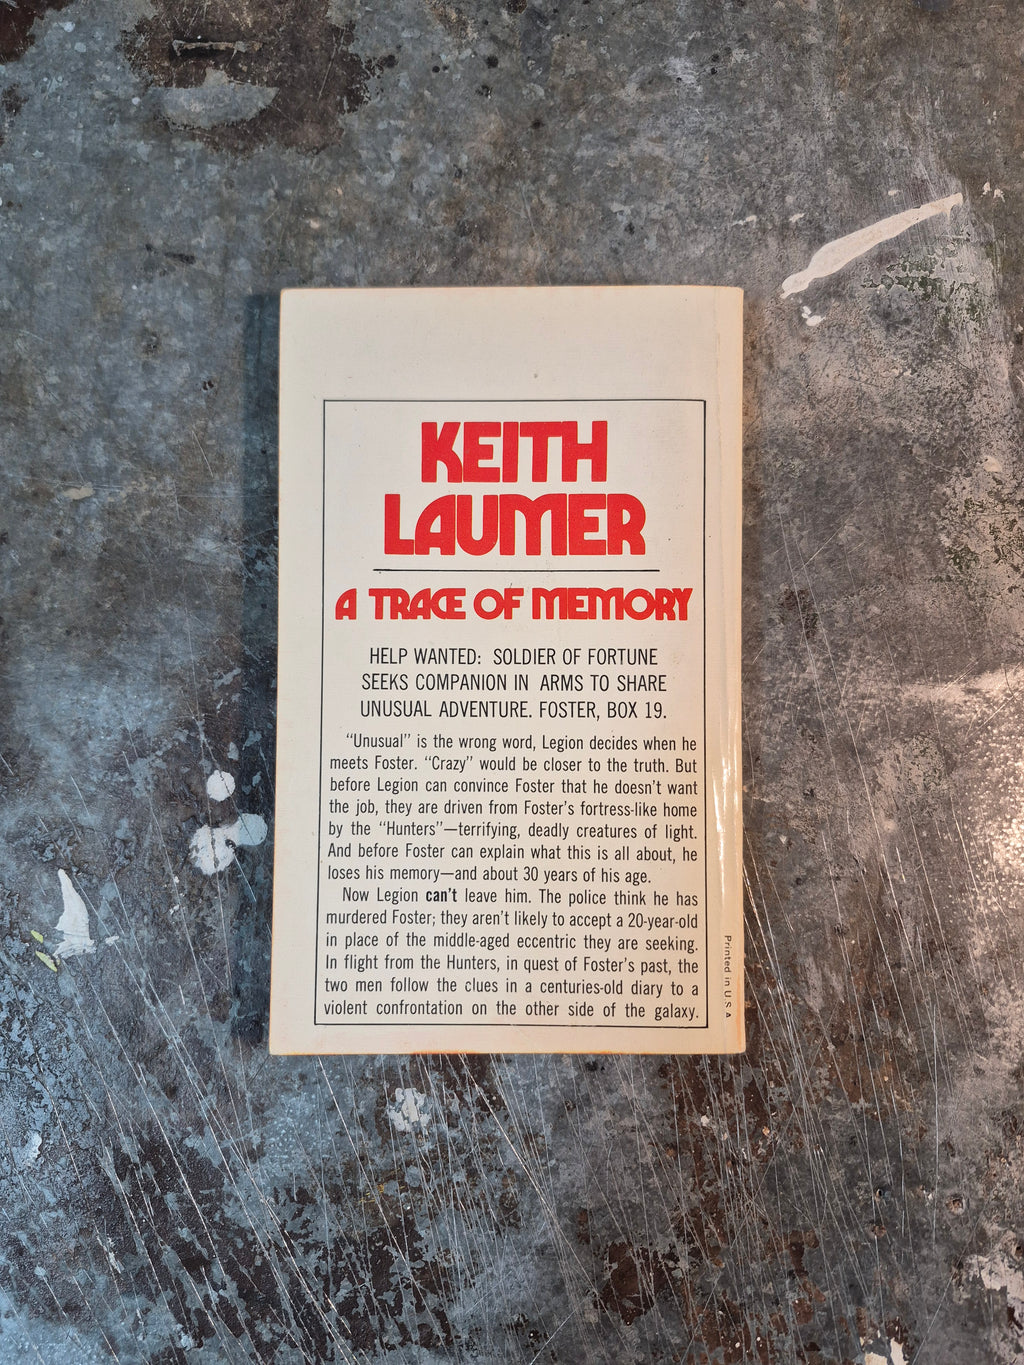 KEITH
LAUMER
A TRACE OF MEMORY
HELP WANTED: SOLDIER OF FORTUNE
SEEKS COMPANION IN ARMS TO SHARE
UNUSUAL ADVENTURE. FOSTER, BOX 19.
"Unusual" is the wrong word, Legion decides when he
meets Foster. "Crazy" would be closer to the truth. But
before Legion can convince Foster that he doesn't want
the job, they are driven from Foster's fortress-like home
by the "Hunters"—terrifying, deadly creatures of light.
And before Foster can explain what this is all about, he
loses his memory—and about 30 years of his age.
Now Legion can't leave him. The police think he has
murdered Foster; they aren't likely to accept a 20-year-old
in place of the middle-aged eccentric they are seeking.
In flight from the Hunters, in quest of Foster's past, the
two men follow the clues in a centuries-old diary to a
violent confrontation on the other side of the galaxy.
Printed in U S A